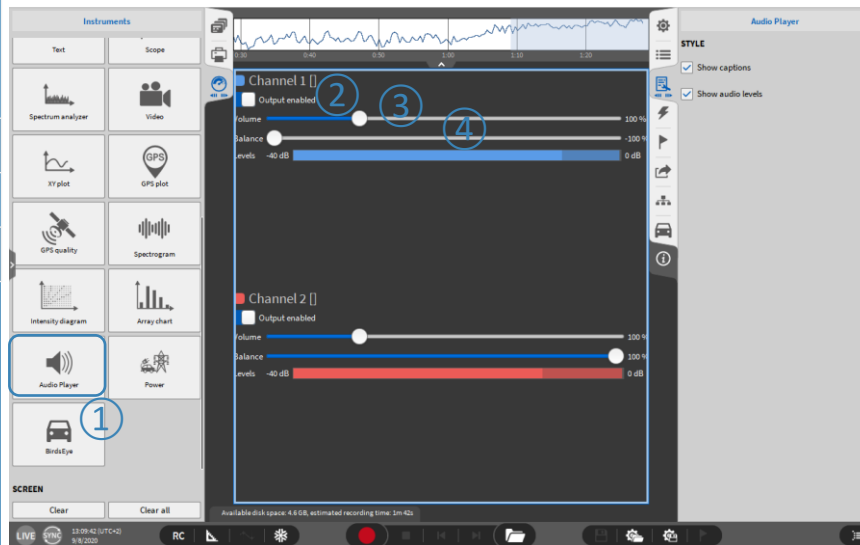 Instruments
Text
Scope
Spectrum analyzer
Video
XY plot
GPS
GPS plot
GPS quality
Spectrogram
Intensity diagram
Array chart
Audio Player
Power
1
BirdsEye
SCREEN
Clear
Clear all
0:30 0:40 0:50 1:00 1:10 1:20
Channel 1 []
2
Output enabled
3
Volume 100 %
4
Balance -100 %
Levels -40 dB 0 dB
Channel 2 []
Output enabled
Volume 100 %
Balance 100 %
Levels -40 dB 0 dB
Available disk space: 4.6 GB, estimated recording time: 1m 42s
Audio Player
STYLE
Show captions
Show audio levels
LIVE SYNC 13:09:42 (UTC+2)
9/8/2020
RC